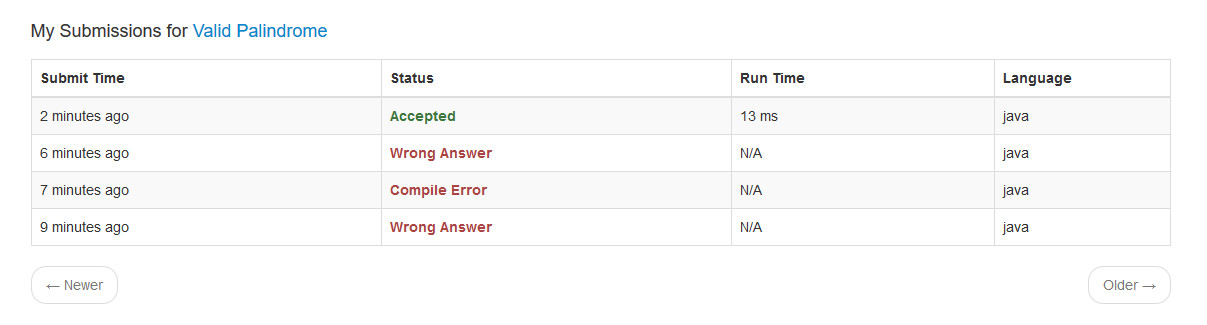 My Submissions for Valid Palindrome
Submit Time Status Run Time Language
2 minutes ago Accepted 13 ms java
6 minutes ago Wrong Answer N/A java
7 minutes ago Compile Error N/A java
9 minutes ago Wrong Answer N/A java
← Newer Older →